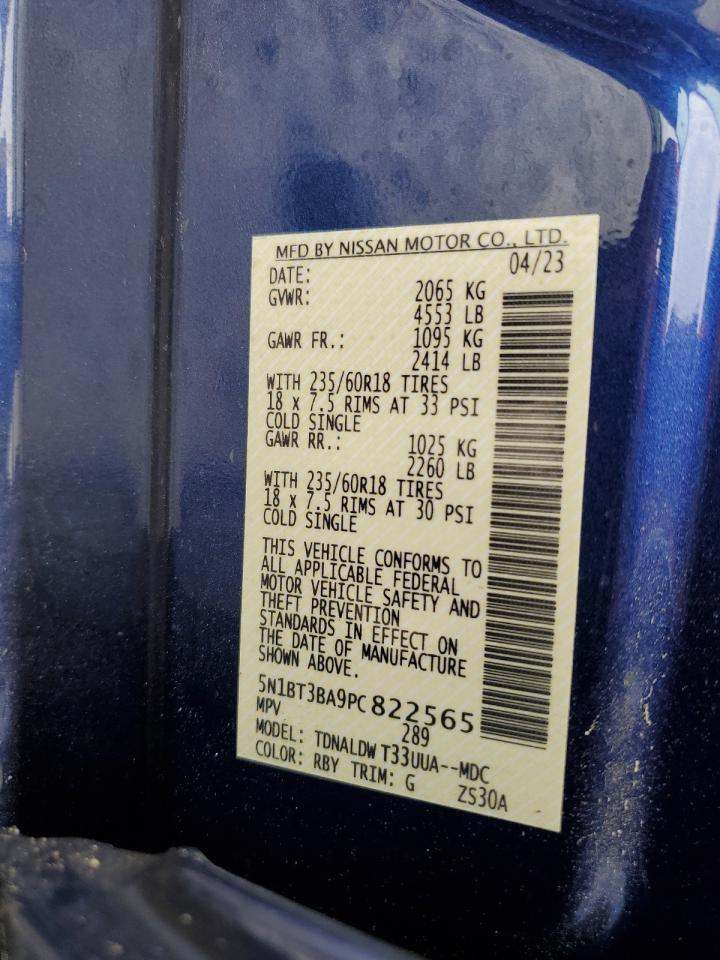 MFD BY NISSAN MOTOR CO., LTD.
DATE: 04/23
GVWR: 2065 KG
4553 LB
GAWR FR.: 1095 KG
2414 LB
WITH 235/60R18 TIRES
18 x 7.5 RIMS AT 33 PSI
COLD SINGLE
GAWR RR.: 1025 KG
2260 LB
WITH 235/60R18 TIRES
18 x 7.5 RIMS AT 30 PSI
COLD SINGLE
THIS VEHICLE CONFORMS TO
ALL APPLICABLE FEDERAL
MOTOR VEHICLE SAFETY AND
THEFT PREVENTION
STANDARDS IN EFFECT ON
THE DATE OF MANUFACTURE
SHOWN ABOVE.
5N1BT3BA9PC822565
MPV 289
MODEL: TDNALDW T33UUA--MDC
COLOR: RBY TRIM: G ZS30A